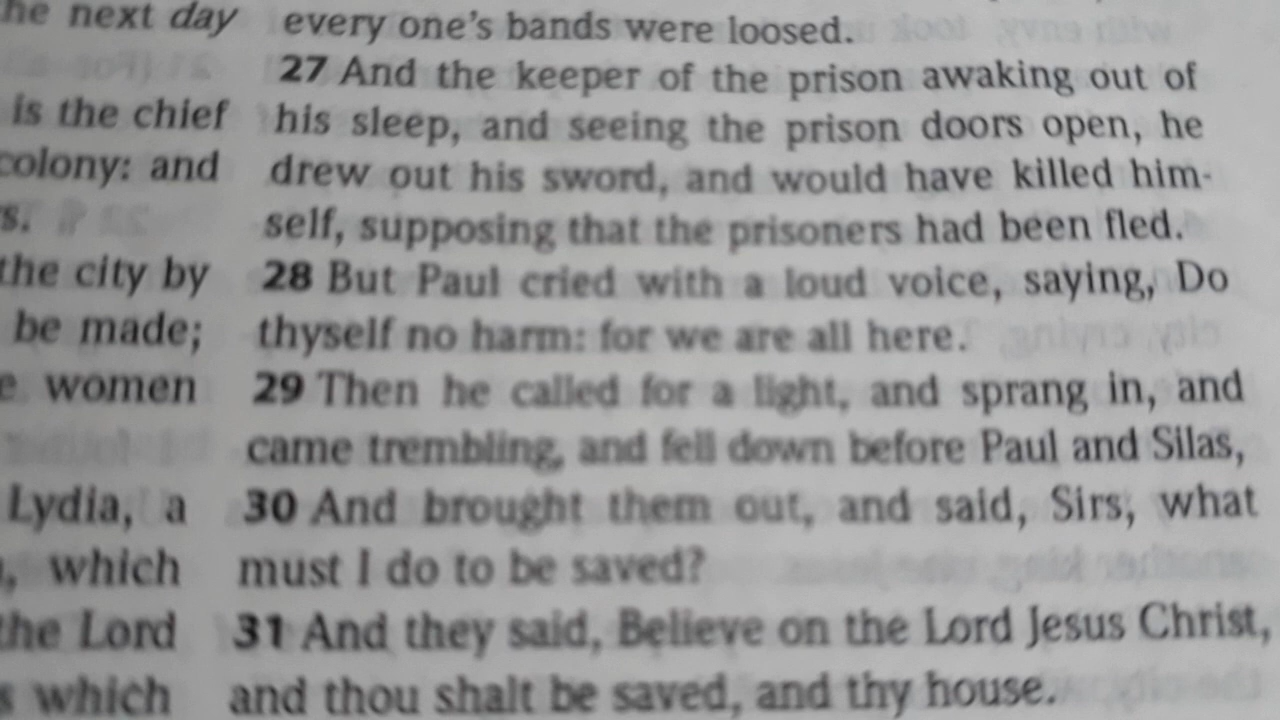 he next day
is the chief
colony: and
s.
the city by
be made;
e women
Lydia, a
, which
the Lord
s which
every one's bands were loosed.
27 And the keeper of the prison awaking out of
his sleep, and seeing the prison doors open, he
drew out his sword, and would have killed him-
self, supposing that the prisoners had been fled.
28 But Paul cried with a loud voice, saying, Do
thyself no harm: for we are all here.
29 Then he called for a light, and sprang in, and
came trembling, and fell down before Paul and Silas,
30 And brought them out, and said, Sirs, what
must I do to be saved?
31 And they said, Believe on the Lord Jesus Christ,
and thou shalt be saved, and thy house.